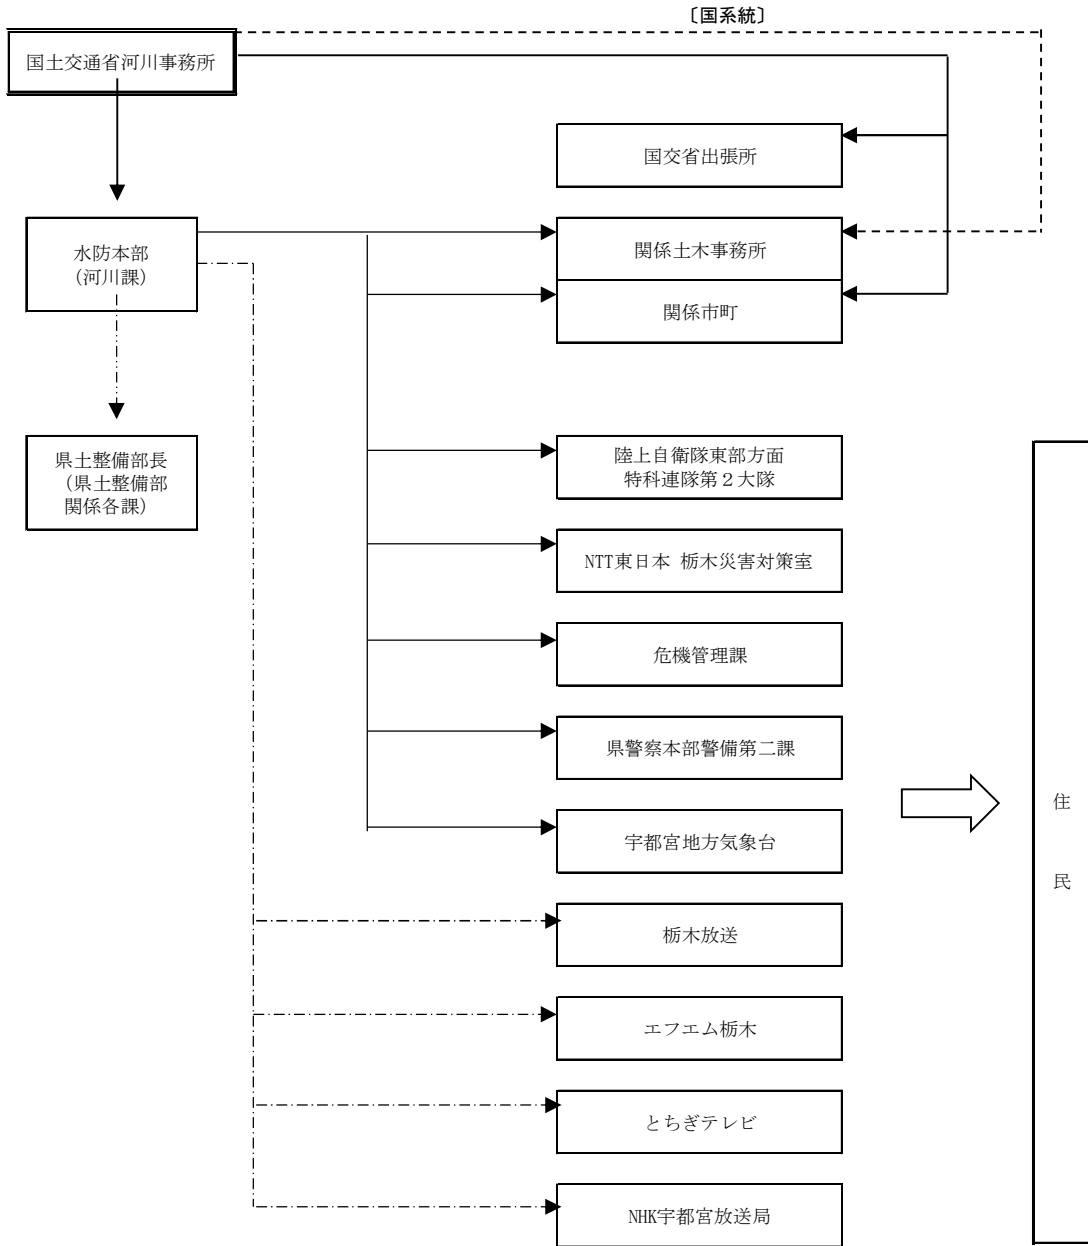 〔国系統〕
国土交通省河川事務所
国交省出張所
水防本部
(河川課)
関係土木事務所
関係市町
県土整備部長
(県土整備部
関係各課)
陸上自衛隊東部方面
特科連隊第２大隊
NTT東日本 栃木災害対策室
危機管理課
県警察本部警備第二課
宇都宮地方気象台
栃木放送
エフエム栃木
とちぎテレビ
NHK宇都宮放送局
住
民